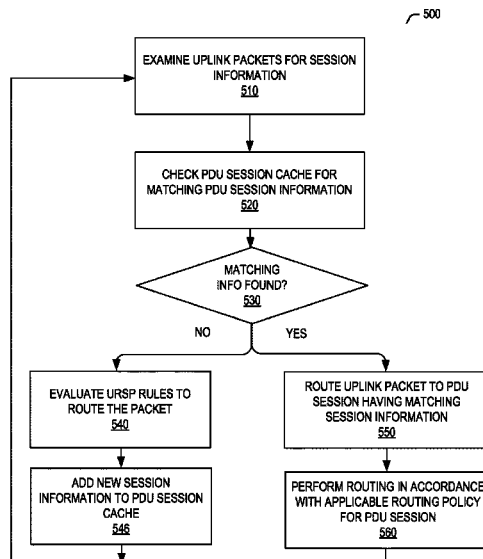 500
EXAMINE UPLINK PACKETS FOR SESSION
INFORMATION
510
CHECK PDU SESSION CACHE FOR
MATCHING PDU SESSION INFORMATION
520
MATCHING
INFO FOUND?
530
NO
YES
EVALUATE URSP RULES TO
ROUTE THE PACKET
540
ROUTE UPLINK PACKET TO PDU
SESSION HAVING MATCHING
SESSION INFORMATION
550
ADD NEW SESSION
INFORMATION TO PDU SESSION
CACHE
546
PERFORM ROUTING IN ACCORDANCE
WITH APPLICABLE ROUTING POLICY
FOR PDU SESSION
560